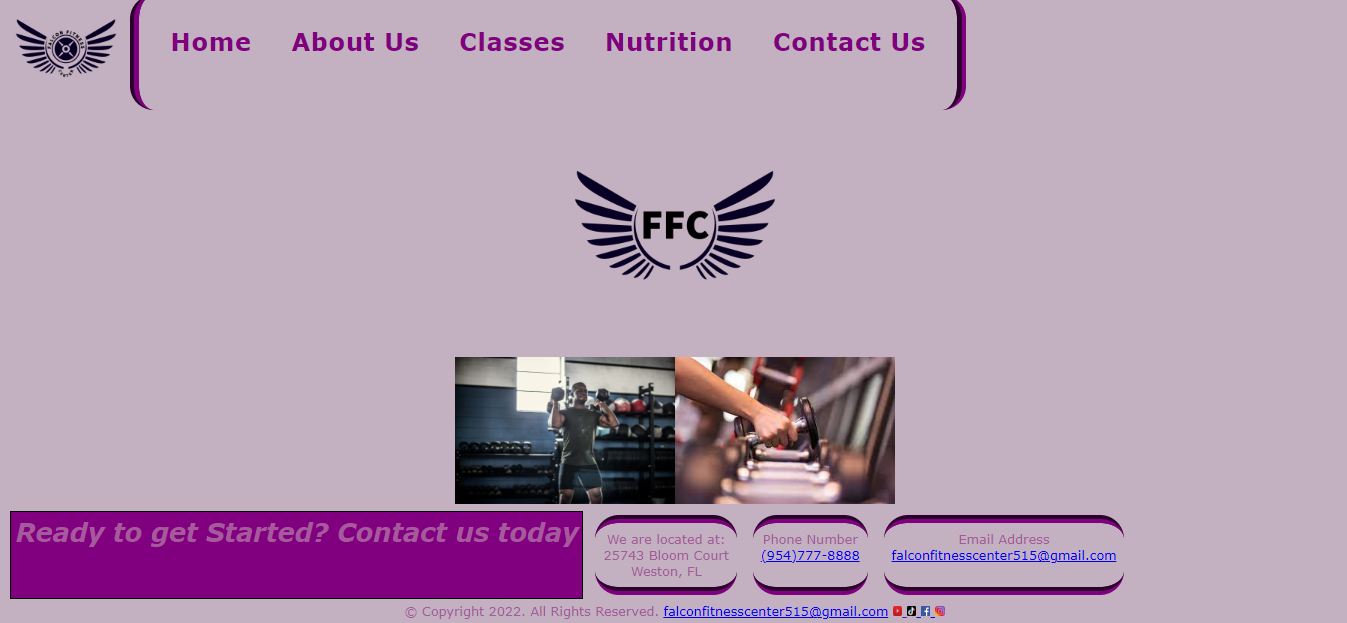 FALCON FITNESS
CENTER
Home About Us Classes Nutrition Contact Us
FFC
Ready to get Started? Contact us today
We are located at:
25743 Bloom Court
Weston, FL
Phone Number
(954)777-8888
Email Address
falconfitnesscenter515@gmail.com
© Copyright 2022. All Rights Reserved. falconfitnesscenter515@gmail.com